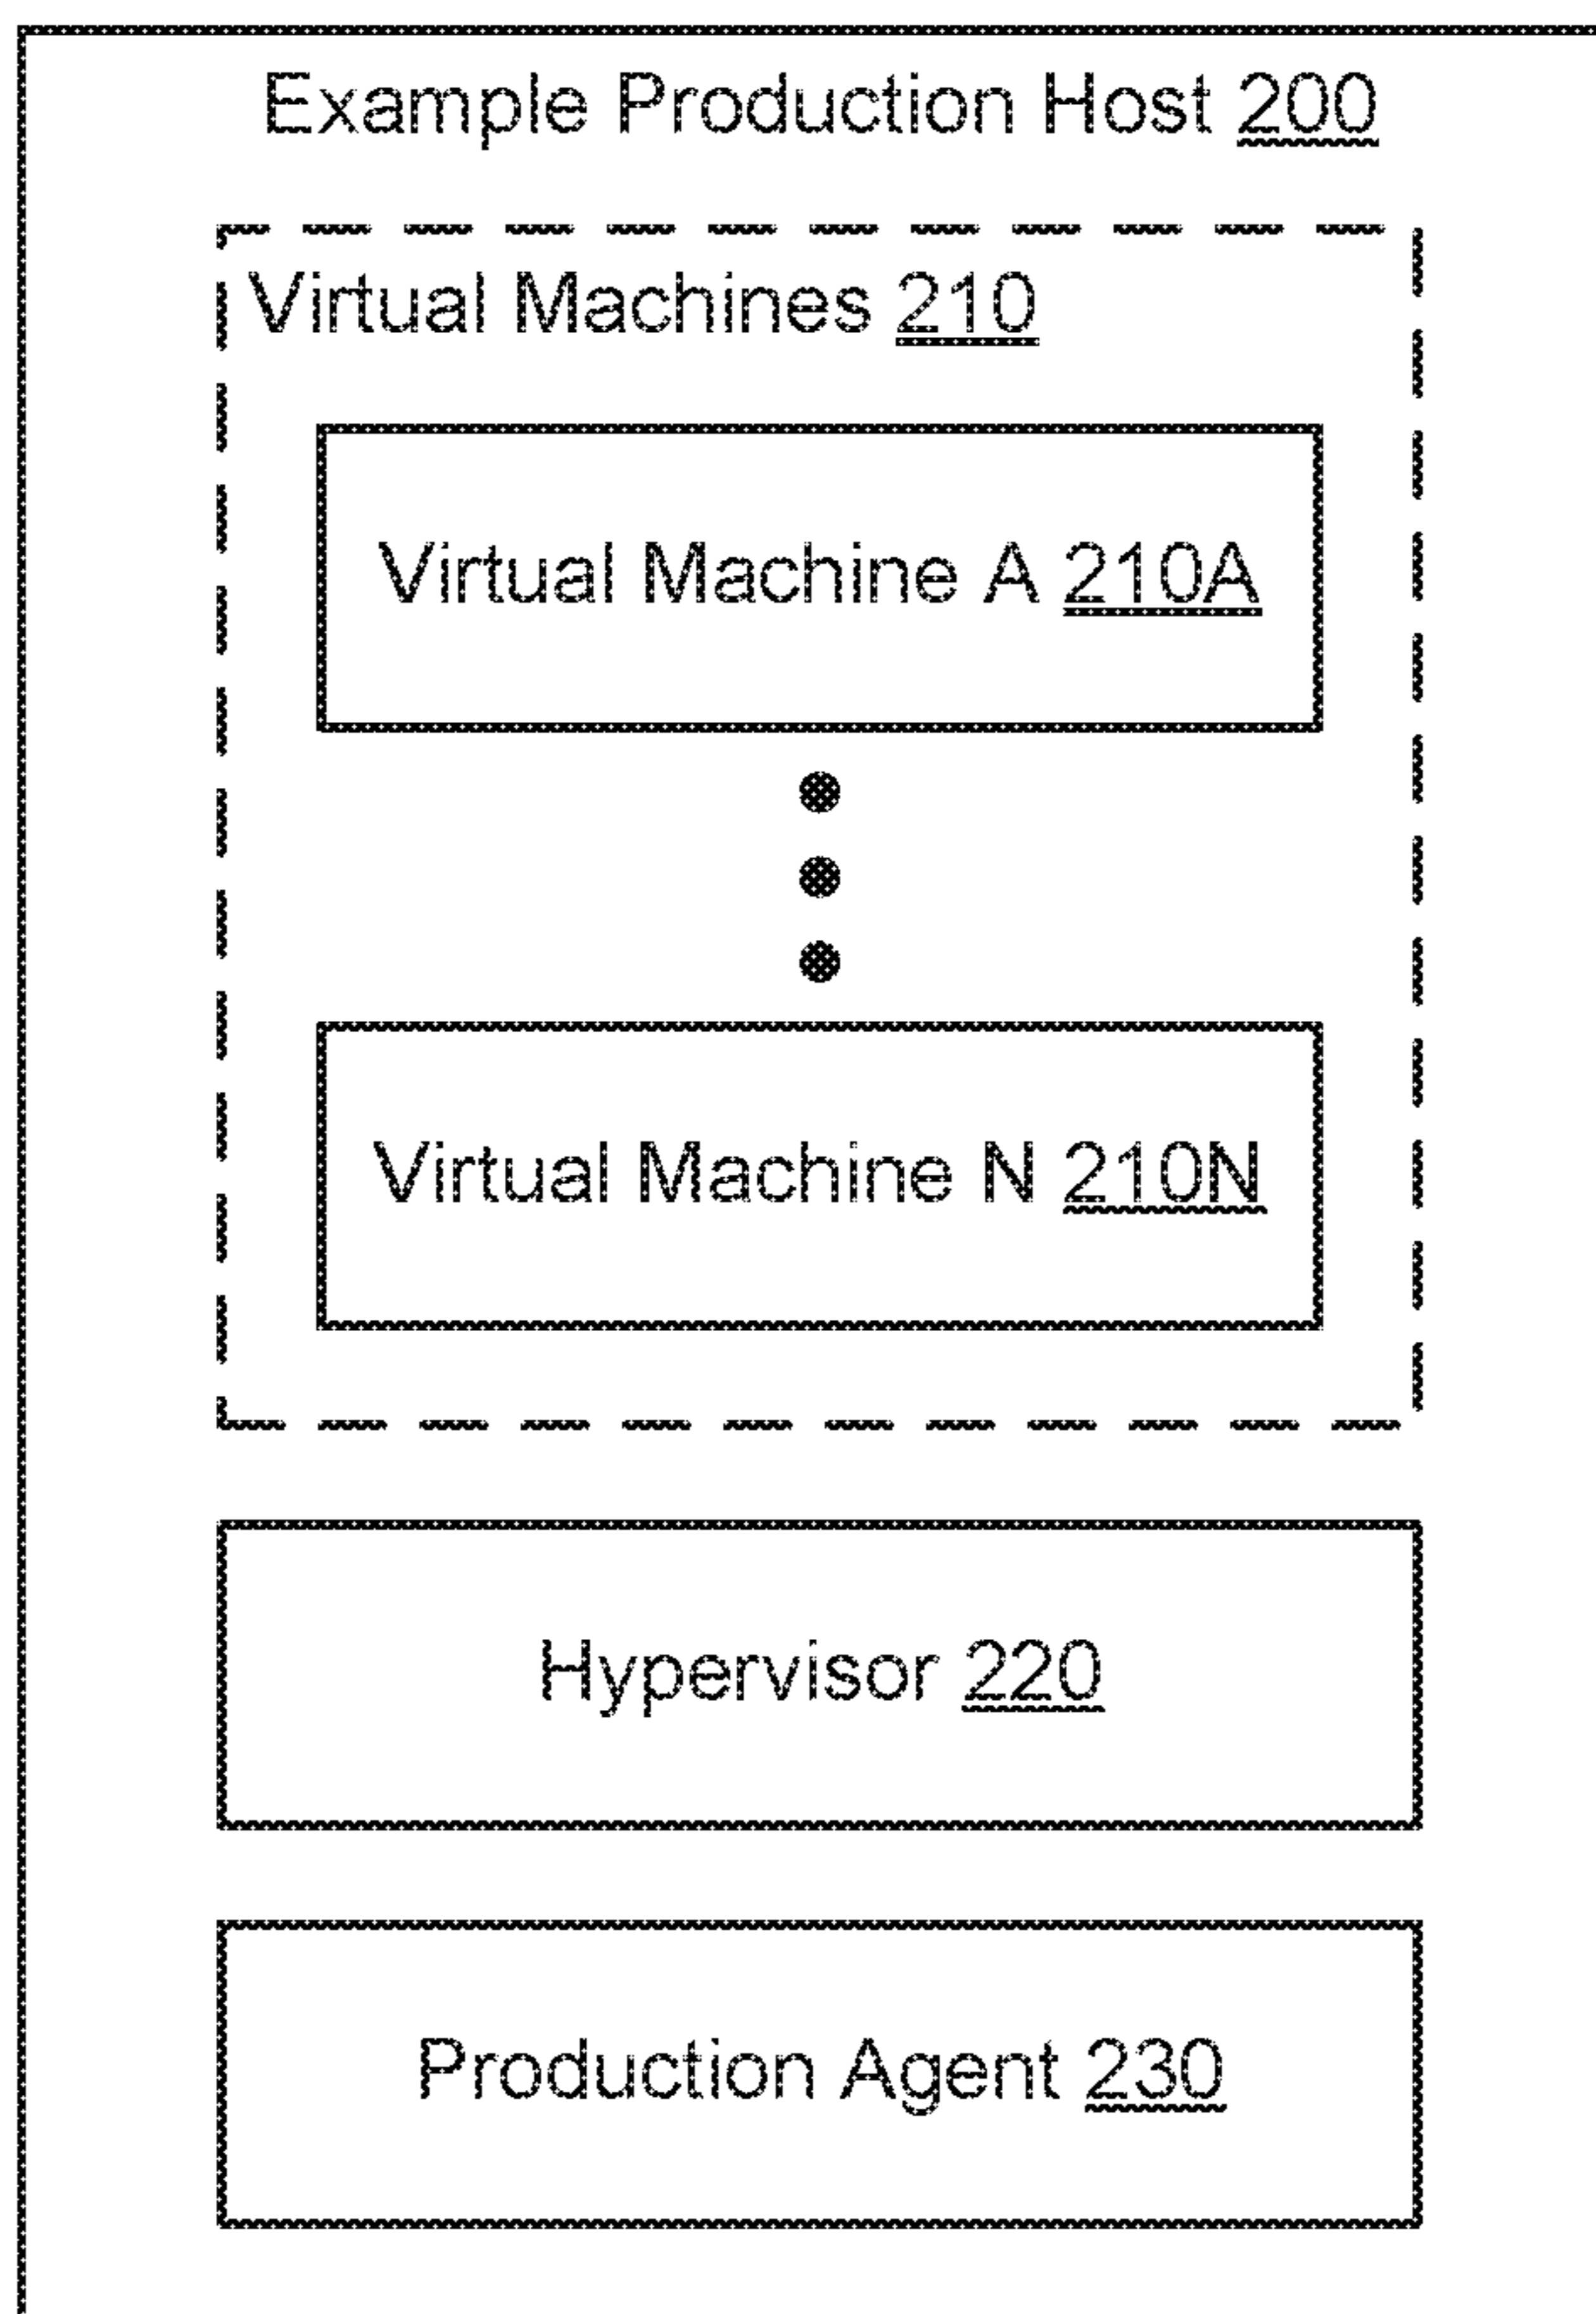 Example Production Host 200
Virtual Machines 210
Virtual Machine A 210A
Virtual Machine N 210N
Hypervisor 220
Production Agent 230